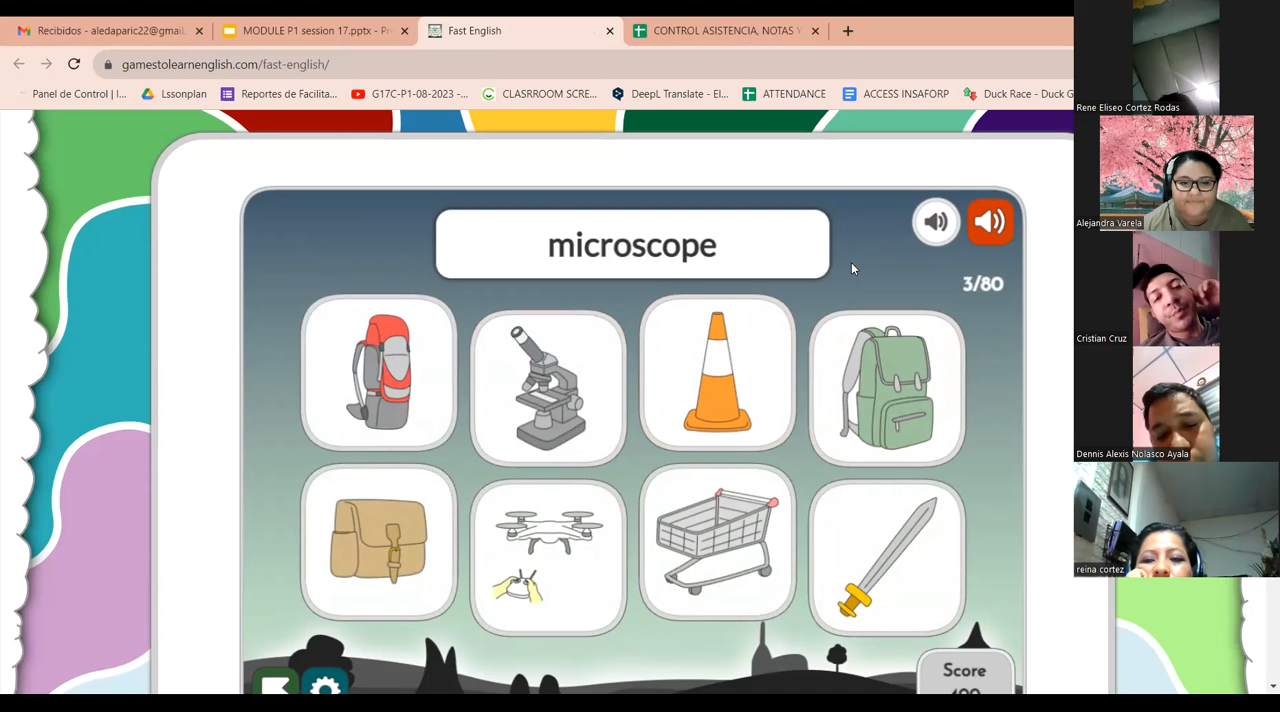 Recibidos - aledaparic22@gmail.
MODULE P1 session 17.pptx - Pr
Fast English
CONTROL ASISTENCIA, NOTAS Y
gamestolearnenglish.com/fast-english/
Panel de Control | I...
Lssonplan
Reportes de Facilita...
G17C-P1-08-2023 -...
CLASRROOM SCRE...
DeepL Translate - El...
ATTENDANCE
ACCESS INSAFORP
Duck Race - Duck G
microscope
3/80
Score
Rene Eliseo Cortez Rodas
Alejandra Varela
Cristian Cruz
Dennis Alexis Nolasco Ayala
reina cortez